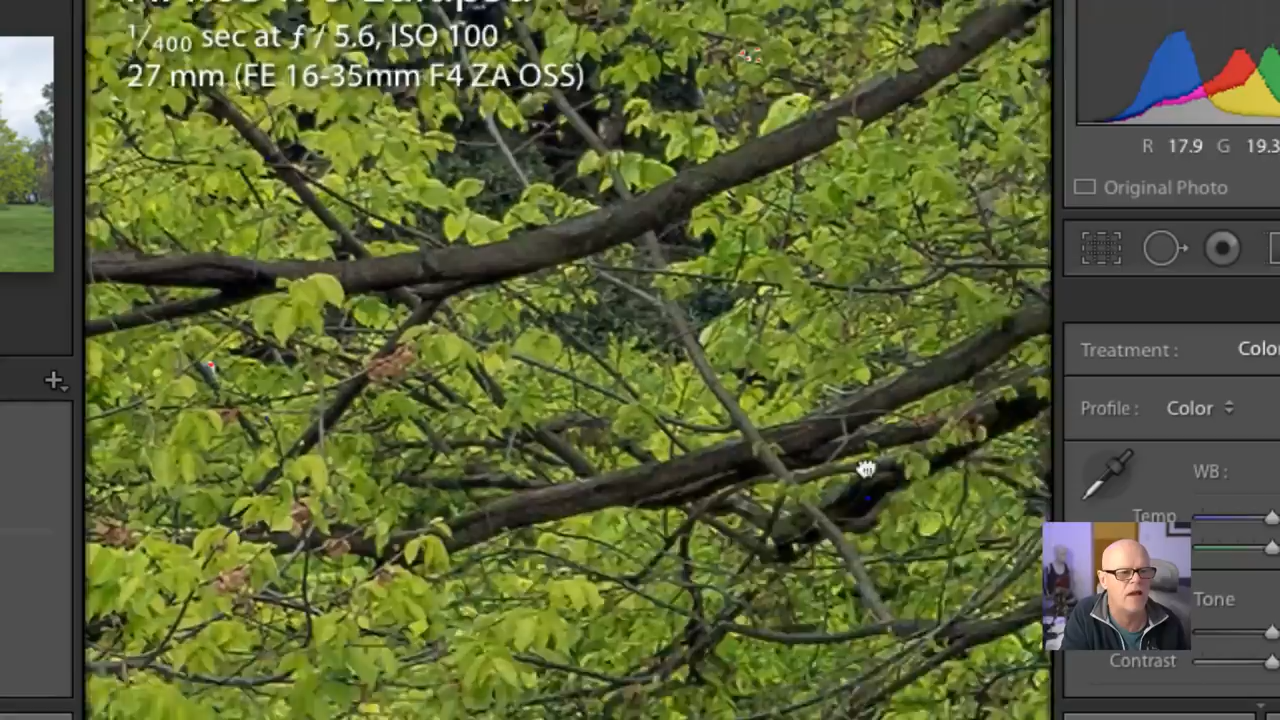 1/400 sec at ƒ / 5.6, ISO 100
27 mm (FE 16-35mm F4 ZA OSS)
R 17.9 G 19.3
Original Photo
Treatment :
Profile : Color
WB :
Temp
Tone
Contrast